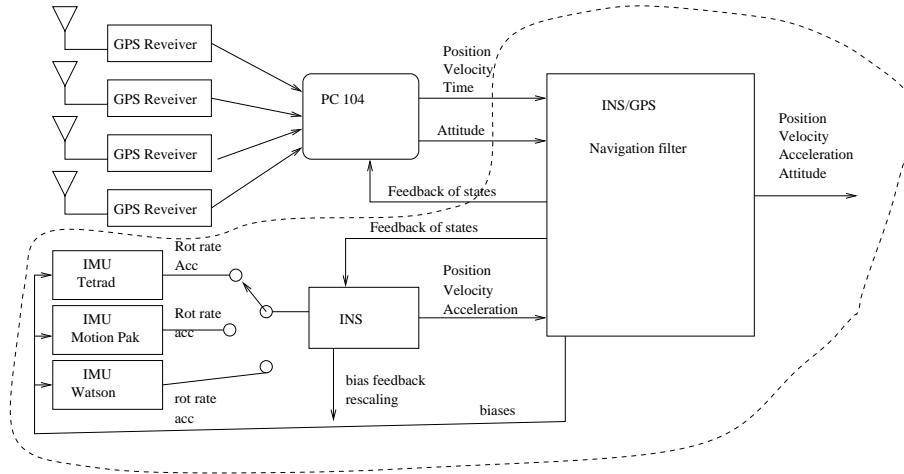 GPS Reveiver
GPS Reveiver
GPS Reveiver
GPS Reveiver
PC 104
Position
Velocity
Time
Attitude
Feedback of states
INS/GPS
Navigation filter
Position
Velocity
Acceleration
Attitude
Feedback of states
IMU
Tetrad
Rot rate
Acc
IMU
Motion Pak
Rot rate
acc
IMU
Watson
rot rate
acc
INS
Position
Velocity
Acceleration
bias feedback
rescaling
biases